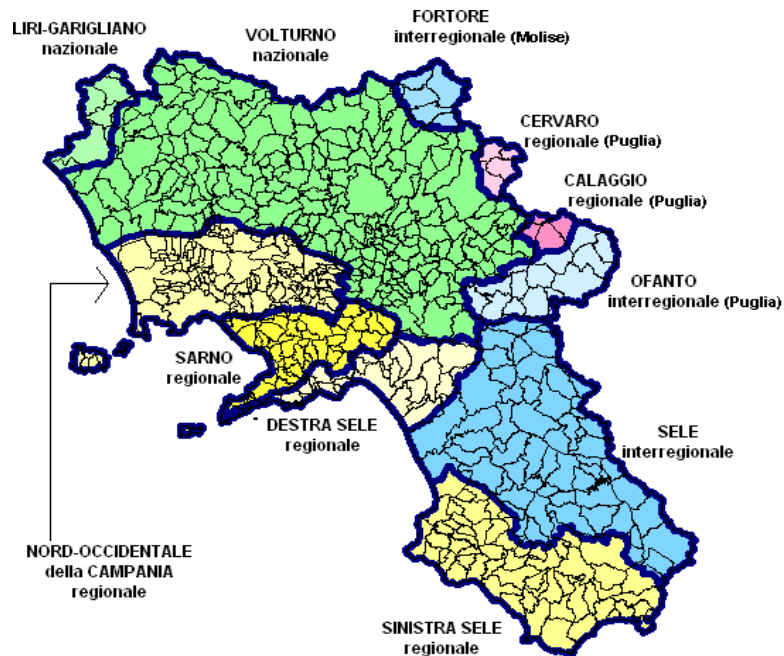 LIRI-GARIGLIANO
nazionale
VOLTURNO
nazionale
FORTORE
interregionale (Molise)
CERVARO
regionale (Puglia)
CALAGGIO
regionale (Puglia)
OFANTO
interregionale (Puglia)
SARNO
regionale
DESTRA SELE
regionale
SELE
interregionale
NORD-OCCIDENTALE
della CAMPANIA
regionale
SINISTRA SELE
regionale